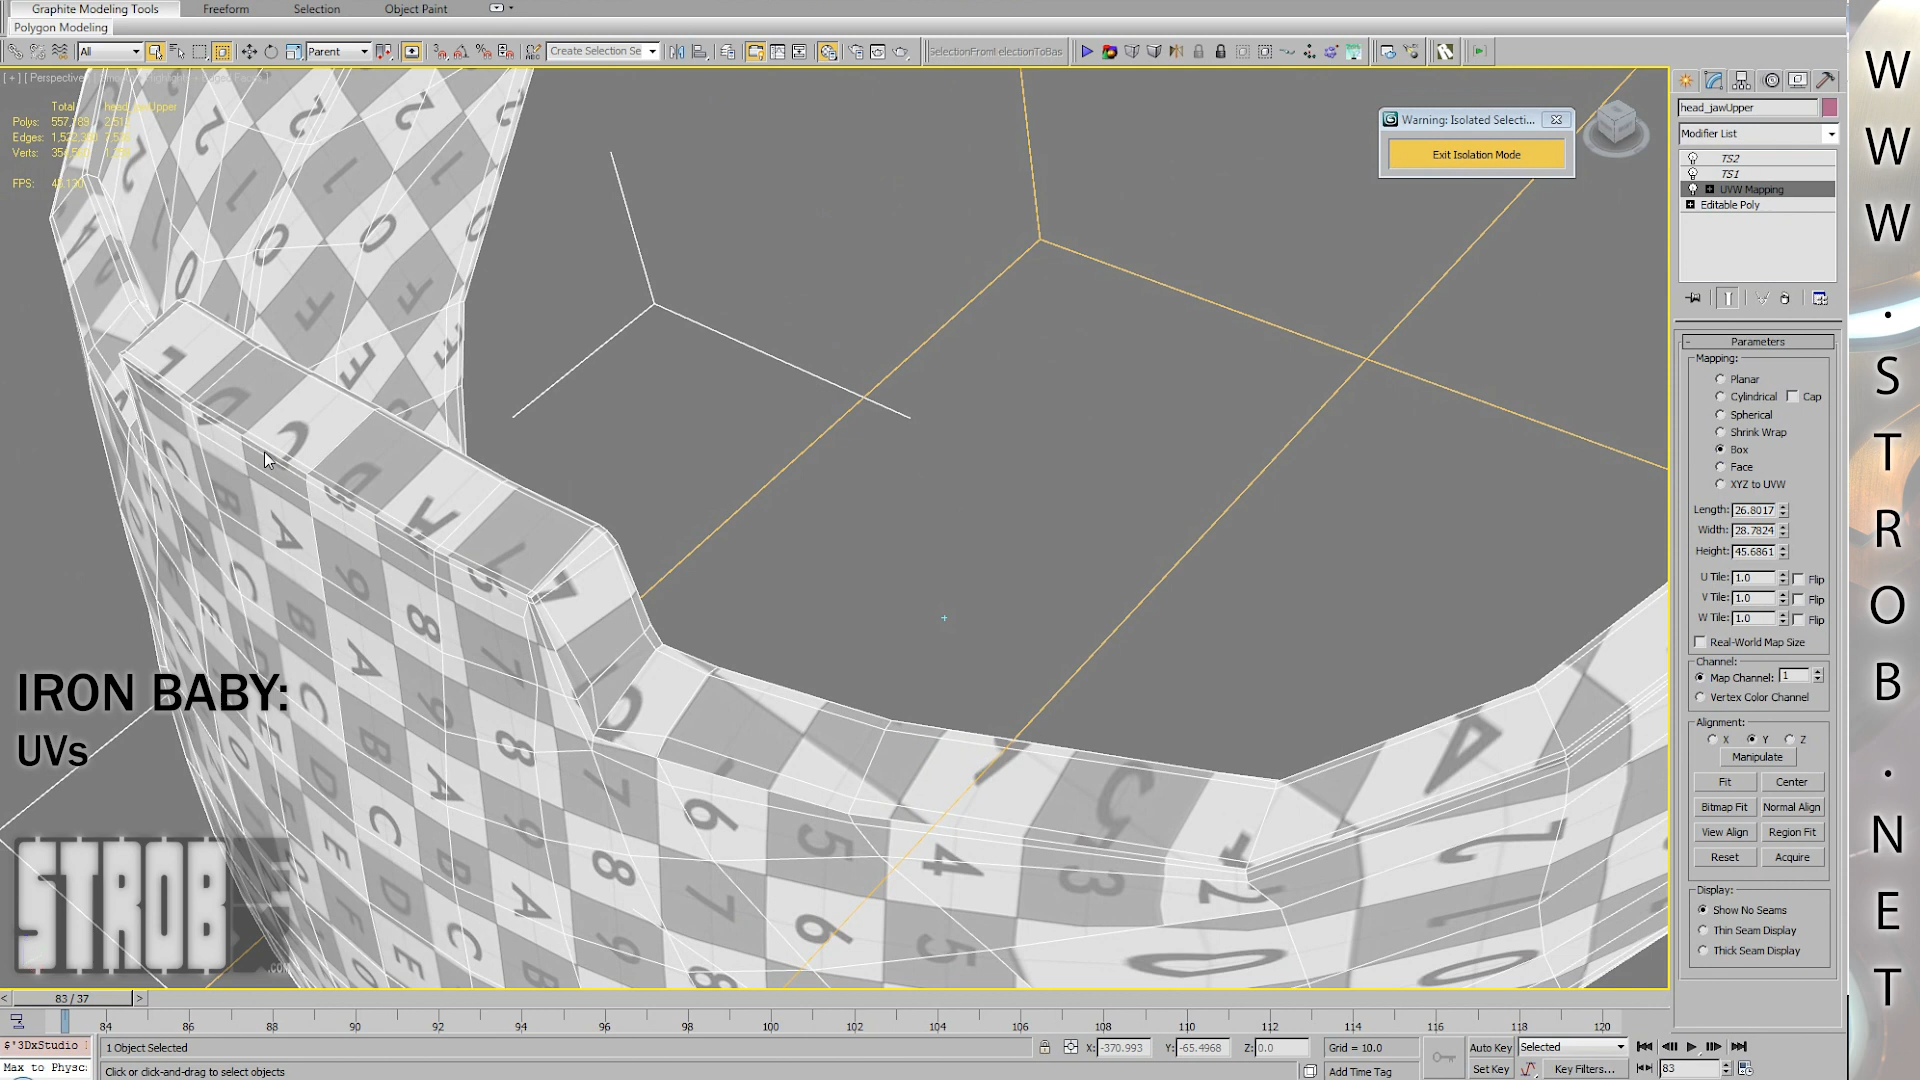 Graphite Modeling Tools
Freeform
Selection
Object Paint
Polygon Modeling
All
Parent
Create Selection Se
[ + ] [ Perspective
Total
Polys:
Edges:
Verts:
FPS:
Warning: Isolated Selecti...
Exit Isolation Mode
head_jawUpper
Modifier List
TS2
TS1
UVW Mapping
Editable Poly
Parameters
Mapping:
Planar
Cylindrical
Cap
Spherical
Shrink Wrap
Box
Face
XYZ to UVW
Length: 26.8017
Width: 28.7824
Height: 45.6861
U Tile: 1.0 Flip
V Tile: 1.0 Flip
W Tile: 1.0 Flip
Real-World Map Size
Channel:
Map Channel: 1
Vertex Color Channel
Alignment:
X Y Z
Manipulate
Fit Center
Bitmap Fit Normal Align
View Align Region Fit
Reset Acquire
Display:
Show No Seams
Thin Seam Display
Thick Seam Display
IRON BABY:
UVs
STROB
.COM
WWW.STROB.NET
83 / 37
84 86 88 90 92 94 96 98 100 102 104 106 108 110 112 114 116 118 120
1 Object Selected
X: -370.993 Y: -65.4968 Z: 0.0
Grid = 10.0
Auto Key Selected
Max to Physc:
Click or click-and-drag to select objects
Add Time Tag
Set Key
Key Filters...
83